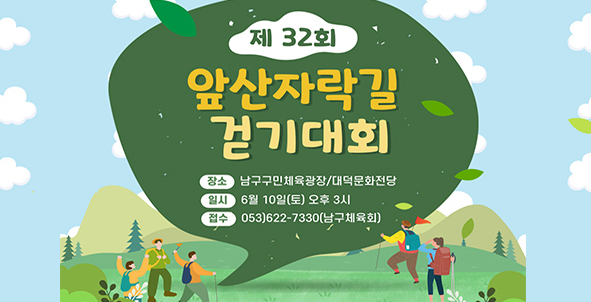 제 32회
앞산자락길
걷기대회
장소 남구구민체육광장/대덕문화전당
일시 6월 10일(토) 오후 3시
접수 053)622-7330(남구체육회)